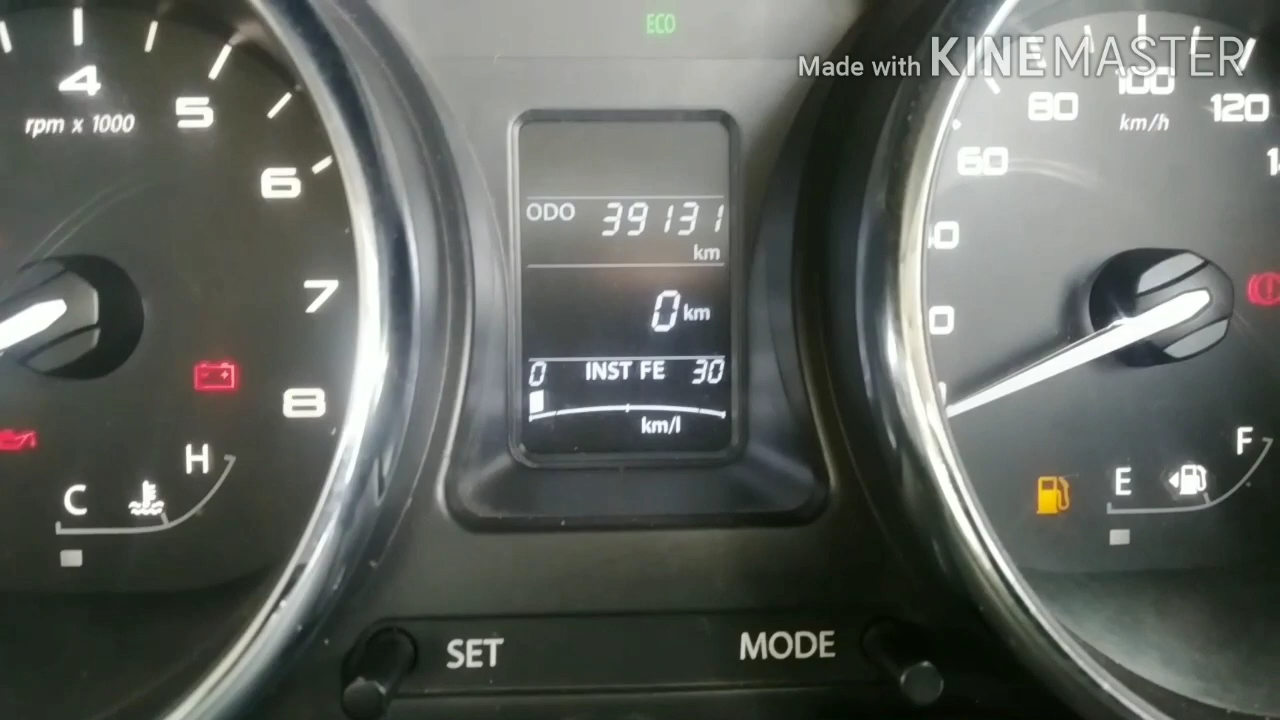 ECO
Made with KINEMASTER
4
rpm x 1000
5
6
7
8
C
H
ODO 39131
km
0 km
0 INST FE 30
km/l
60
80
100
120
km/h
E
F
SET
MODE